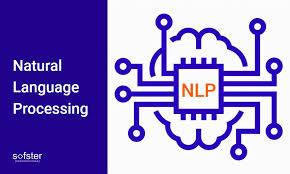 Natural
Language
Processing
sofster
NLP